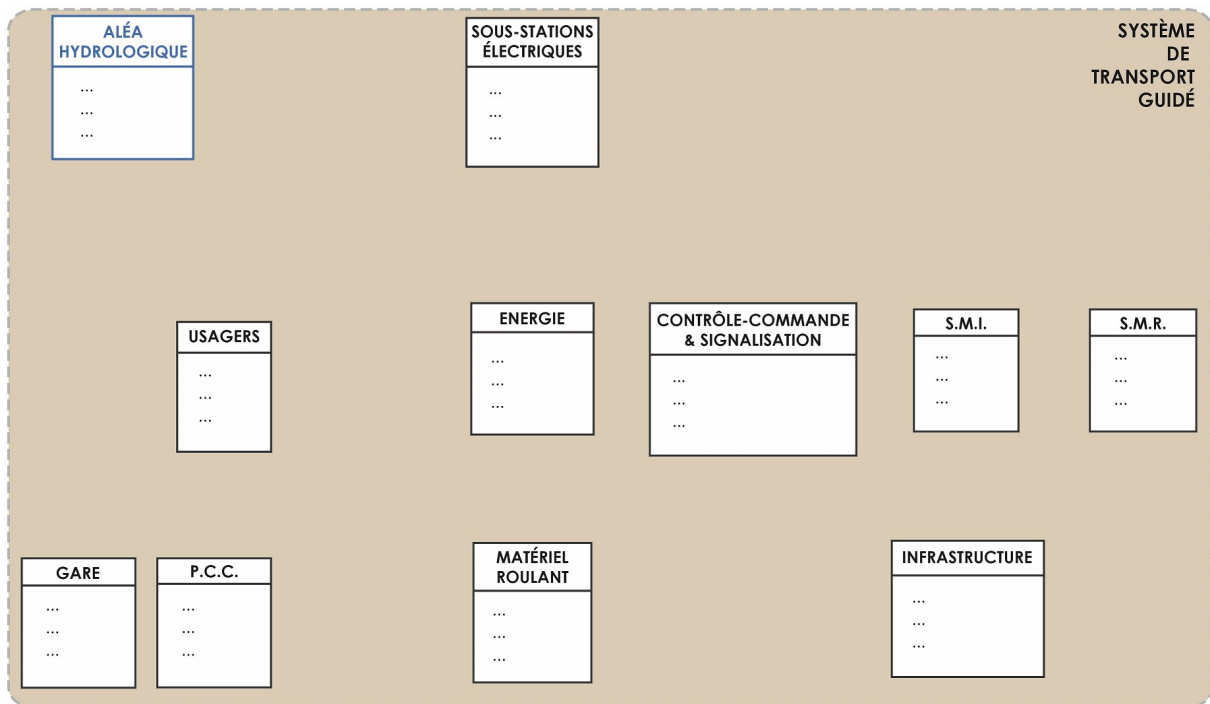 ALÉA
HYDROLOGIQUE
...
...
...
SOUS-STATIONS
ÉLECTRIQUES
...
...
...
SYSTÈME
DE
TRANSPORT
GUIDÉ
USAGERS
...
...
...
ENERGIE
...
...
...
CONTRÔLE-COMMANDE
& SIGNALISATION
...
...
...
S.M.I.
...
...
...
S.M.R.
...
...
...
GARE
...
...
...
P.C.C.
...
...
...
MATÉRIEL
ROULANT
...
...
...
INFRASTRUCTURE
...
...
...